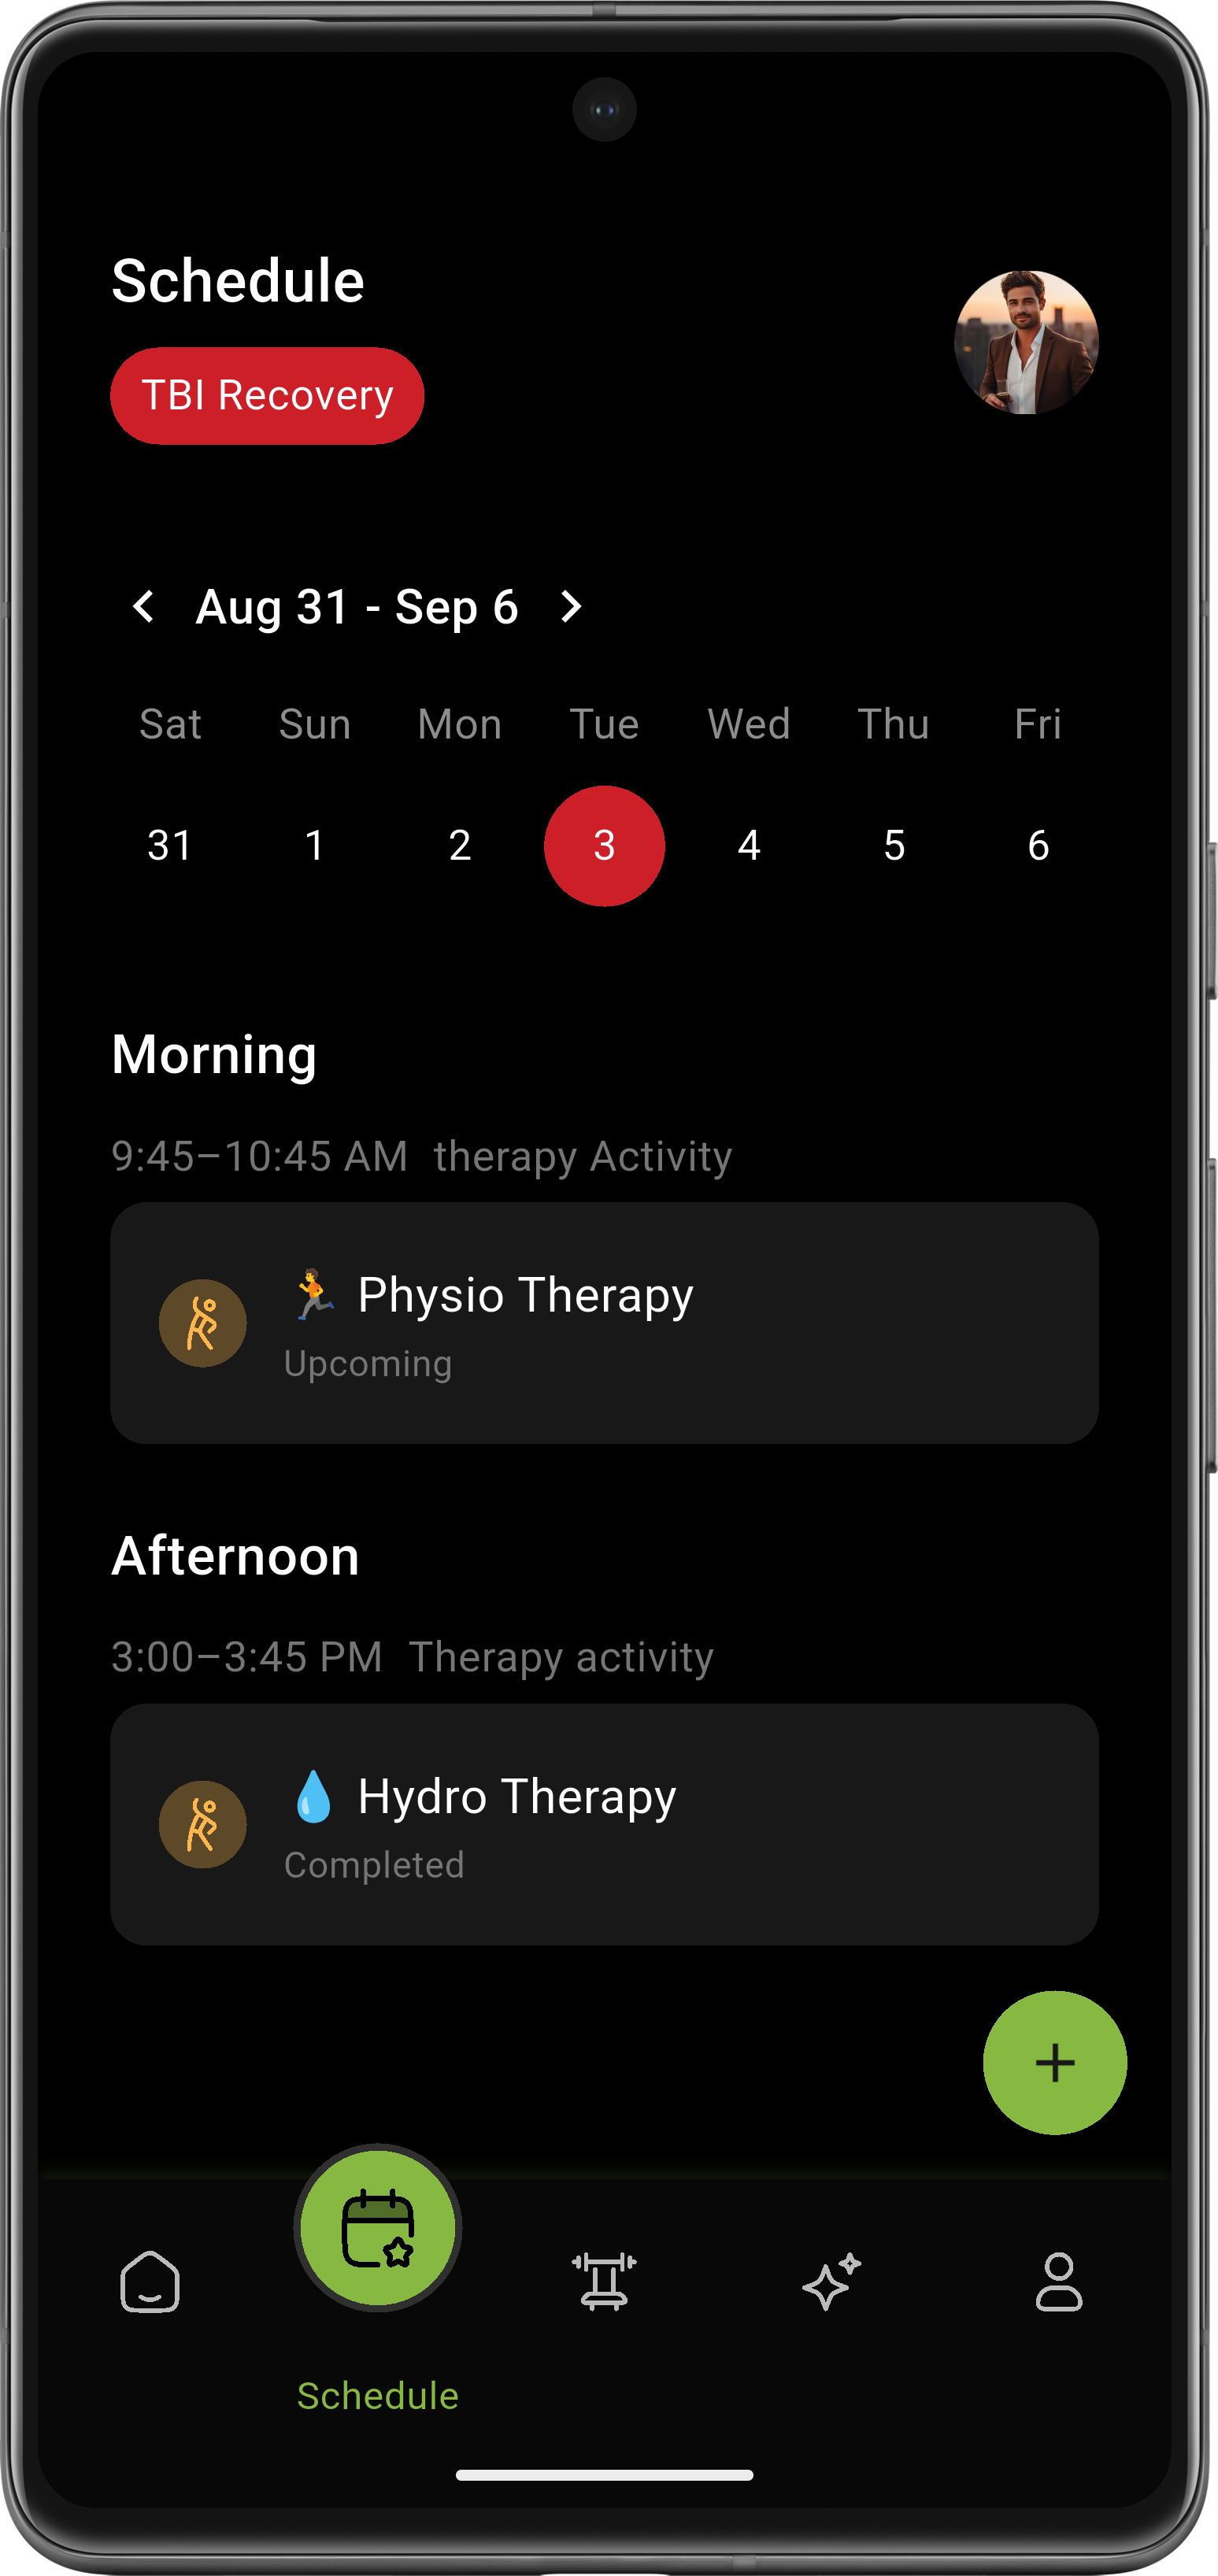 Schedule
TBI Recovery
Aug 31 - Sep 6
Sat Sun Mon Tue Wed Thu Fri
31 1 2 3 4 5 6
Morning
9:45–10:45 AM therapy Activity
🏃 Physio Therapy
Upcoming
Afternoon
3:00–3:45 PM Therapy activity
💧 Hydro Therapy
Completed
+
Schedule